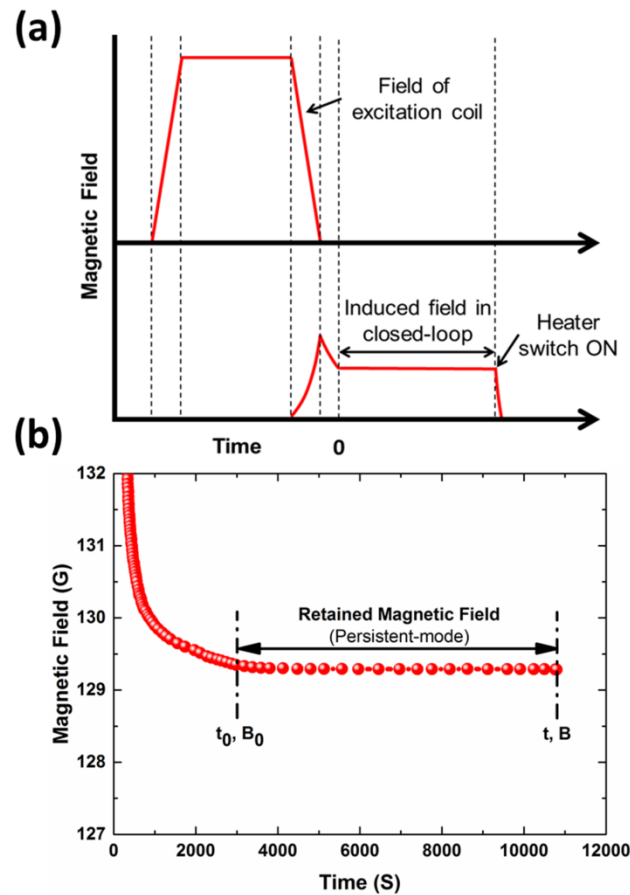 (a)
Magnetic Field
Field of
excitation coil
Induced field in
closed-loop
Heater
switch ON
Time
0
(b)
Magnetic Field (G)
132
131
130
129
128
127
Retained Magnetic Field
(Persistent-mode)
t0, B0
t, B
0
2000
4000
6000
8000
10000
12000
Time (S)